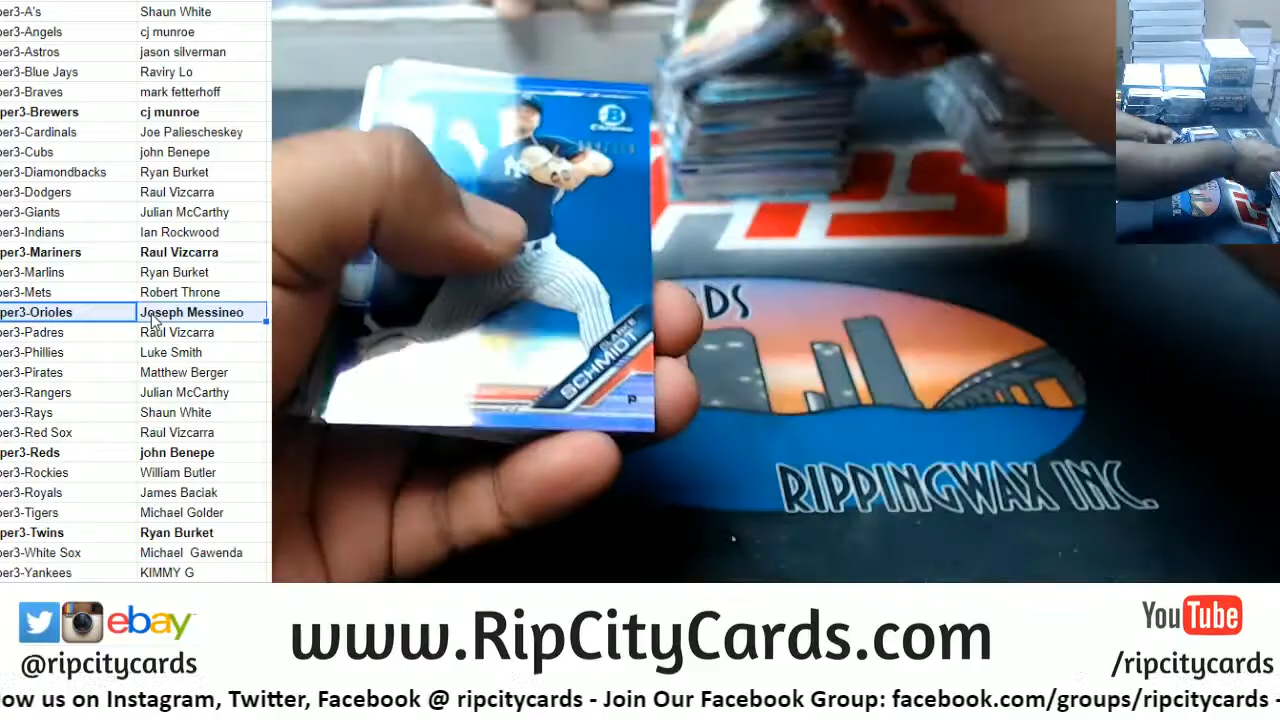 per3-A's Shaun White
per3-Angels cj munroe
per3-Astros jason silverman
per3-Blue Jays Raviry Lo
per3-Braves mark fetterhoff
per3-Brewers cj munroe
per3-Cardinals Joe Paliescheskey
per3-Cubs john Benepe
per3-Diamondbacks Ryan Burket
per3-Dodgers Raul Vizcarra
per3-Giants Julian McCarthy
per3-Indians Ian Rockwood
per3-Mariners Raul Vizcarra
per3-Marlins Ryan Burket
per3-Mets Robert Throne
per3-Orioles Joseph Messineo
per3-Padres Raul Vizcarra
per3-Phillies Luke Smith
per3-Pirates Matthew Berger
per3-Rangers Julian McCarthy
per3-Rays Shaun White
per3-Red Sox Raul Vizcarra
per3-Reds john Benepe
per3-Rockies William Butler
per3-Royals James Baciak
per3-Tigers Michael Golder
per3-Twins Ryan Burket
per3-White Sox Michael Gawenda
per3-Yankees KIMMY G
B
CHROME
CLARKE
SCHMIDT
P
RDS
RIPPINGWAX INC.
ebay
@ripcitycards
www.RipCityCards.com
YouTube
/ripcitycards
ow us on Instagram, Twitter, Facebook @ ripcitycards - Join Our Facebook Group: facebook.com/groups/ripcitycards -